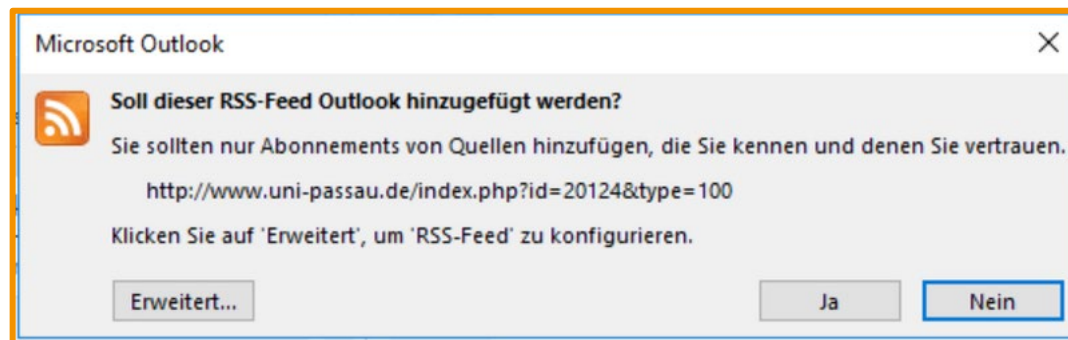 Microsoft Outlook
Soll dieser RSS-Feed Outlook hinzugefügt werden?
Sie sollten nur Abonnements von Quellen hinzufügen, die Sie kennen und denen Sie vertrauen.
http://www.uni-passau.de/index.php?id=20124&type=100
Klicken Sie auf 'Erweitert', um 'RSS-Feed' zu konfigurieren.
Erweitert... Ja Nein